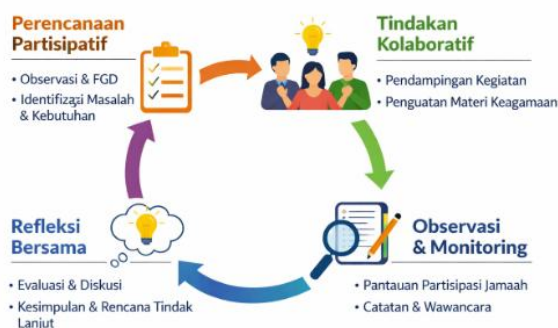 Perencanaan
Partisipatif
• Observasi & FGD
• Identifizaşi Masalah
& Kebutuhan
Tindakan
Kolaboratif
• Pendampingan Kegiatan
• Penguatan Materi Keagamaan
Observasi
& Monitoring
• Pantauan Partisipasi Jamaah
• Catatan & Wawancara
Refleksi
Bersama
• Evaluasi & Diskusi
• Kesimpulan & Rencana Tindak
Lanjut